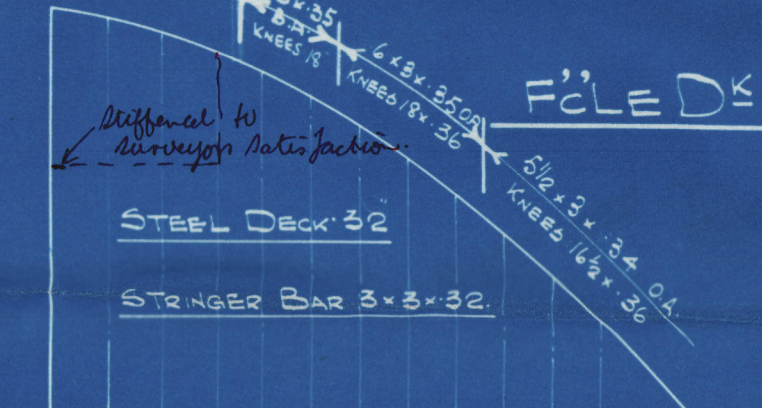 ×.35
B.A.
KNEES 18
6×3×.35 O.A.
KNEES 18×.36
F"C"LE DK
5½×3×.34 O.A.
KNEES 16½×.36
Stiffened to
surveyors satisfaction.
STEEL DECK .32"
STRINGER BAR 3×3×.32.